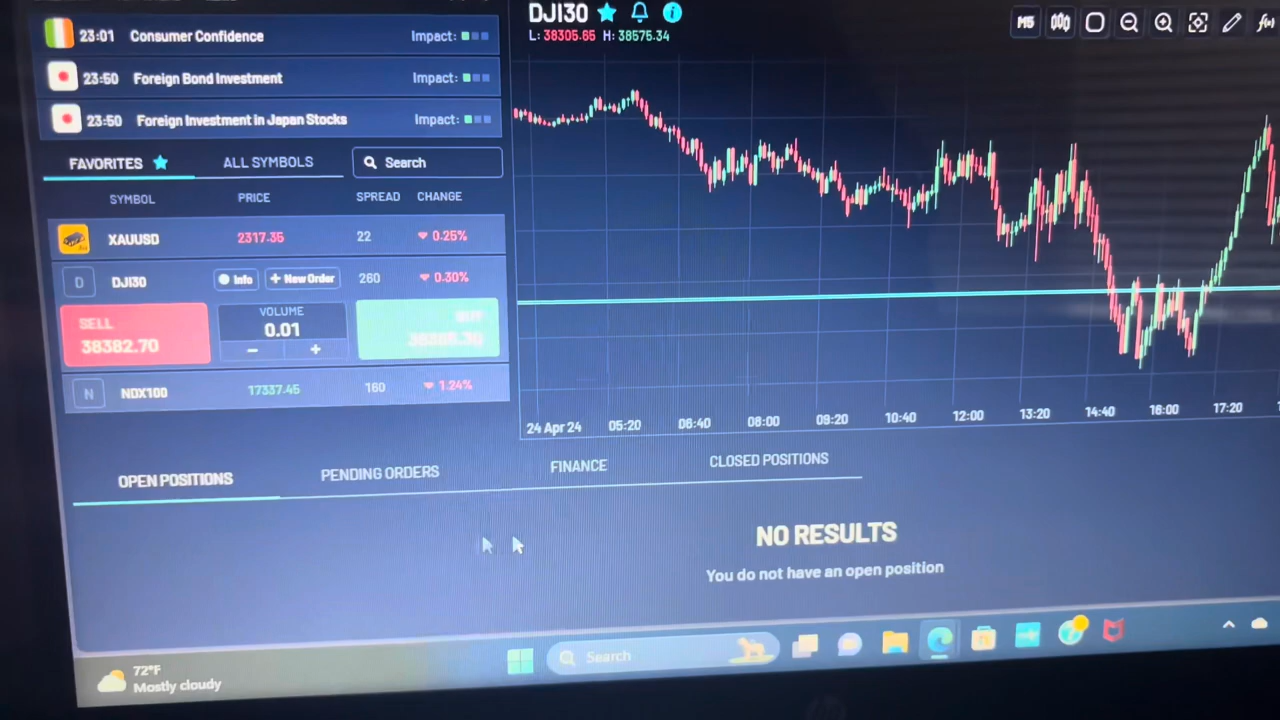 23:01 Consumer Confidence Impact:
23:50 Foreign Bond Investment Impact:
23:50 Foreign Investment in Japan Stocks Impact:
FAVORITES ALL SYMBOLS Search
SYMBOL PRICE SPREAD CHANGE
XAUUSD 2317.35 22 0.25%
D DJI30 Info + New Order 260 0.30%
SELL VOLUME BUY
38382.70 0.01
− +
N NDX100 17337.45 160 1.24%
DJI30
L: 38305.65 H: 38575.34
M5
24 Apr 24 05:20 06:40 08:00 09:20 10:40 12:00 13:20 14:40 16:00 17:20
OPEN POSITIONS PENDING ORDERS FINANCE CLOSED POSITIONS
NO RESULTS
You do not have an open position
72°F
Mostly cloudy
Search